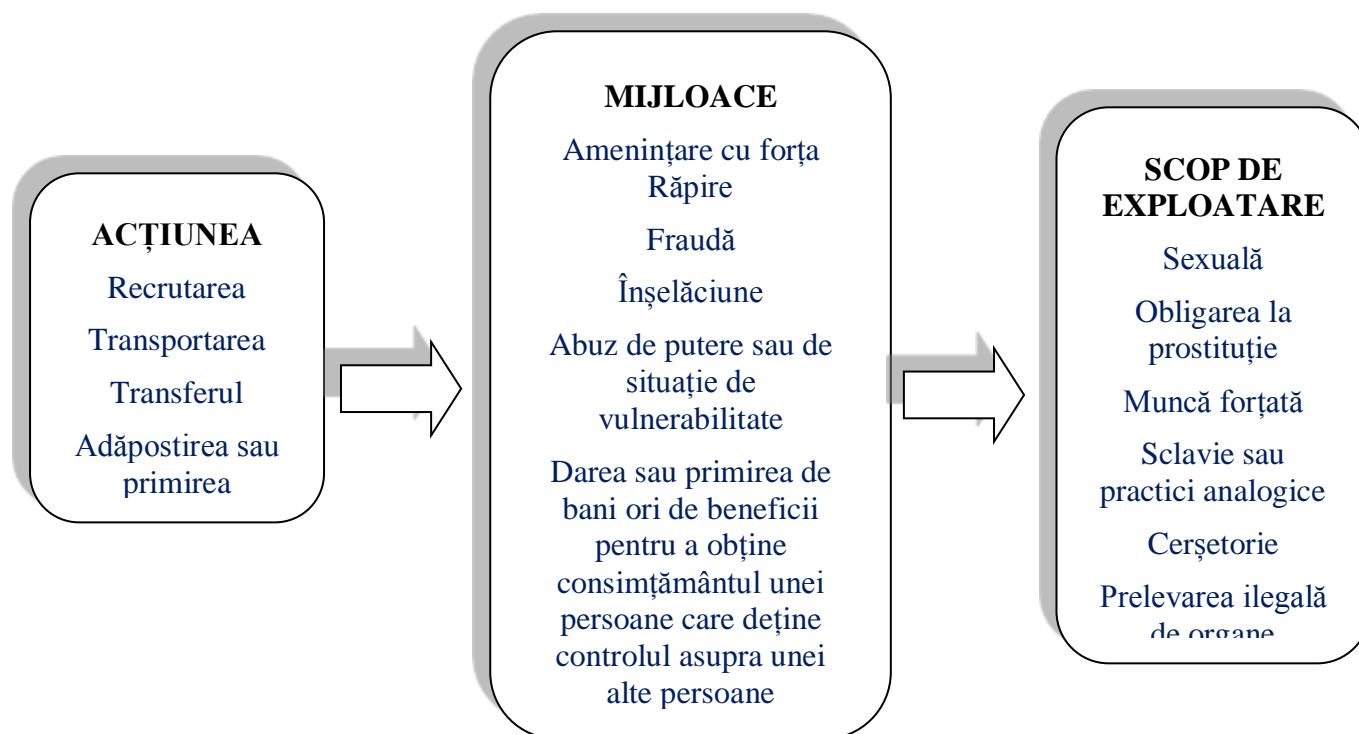 ACȚIUNEA
Recrutarea
Transportarea
Transferul
Adăpostirea sau
primirea
MIJLOACE
Amenințare cu forța
Răpire
Fraudă
Înșelăciune
Abuz de putere sau de
situație de
vulnerabilitate
Darea sau primirea de
bani ori de beneficii
pentru a obține
consimțământul unei
persoane care deține
controlul asupra unei
alte persoane
SCOP DE
EXPLOATARE
Sexuală
Obligarea la
prostituție
Muncă forțată
Sclavie sau
practici analogice
Cerșetorie
Prelevarea ilegală
de organe